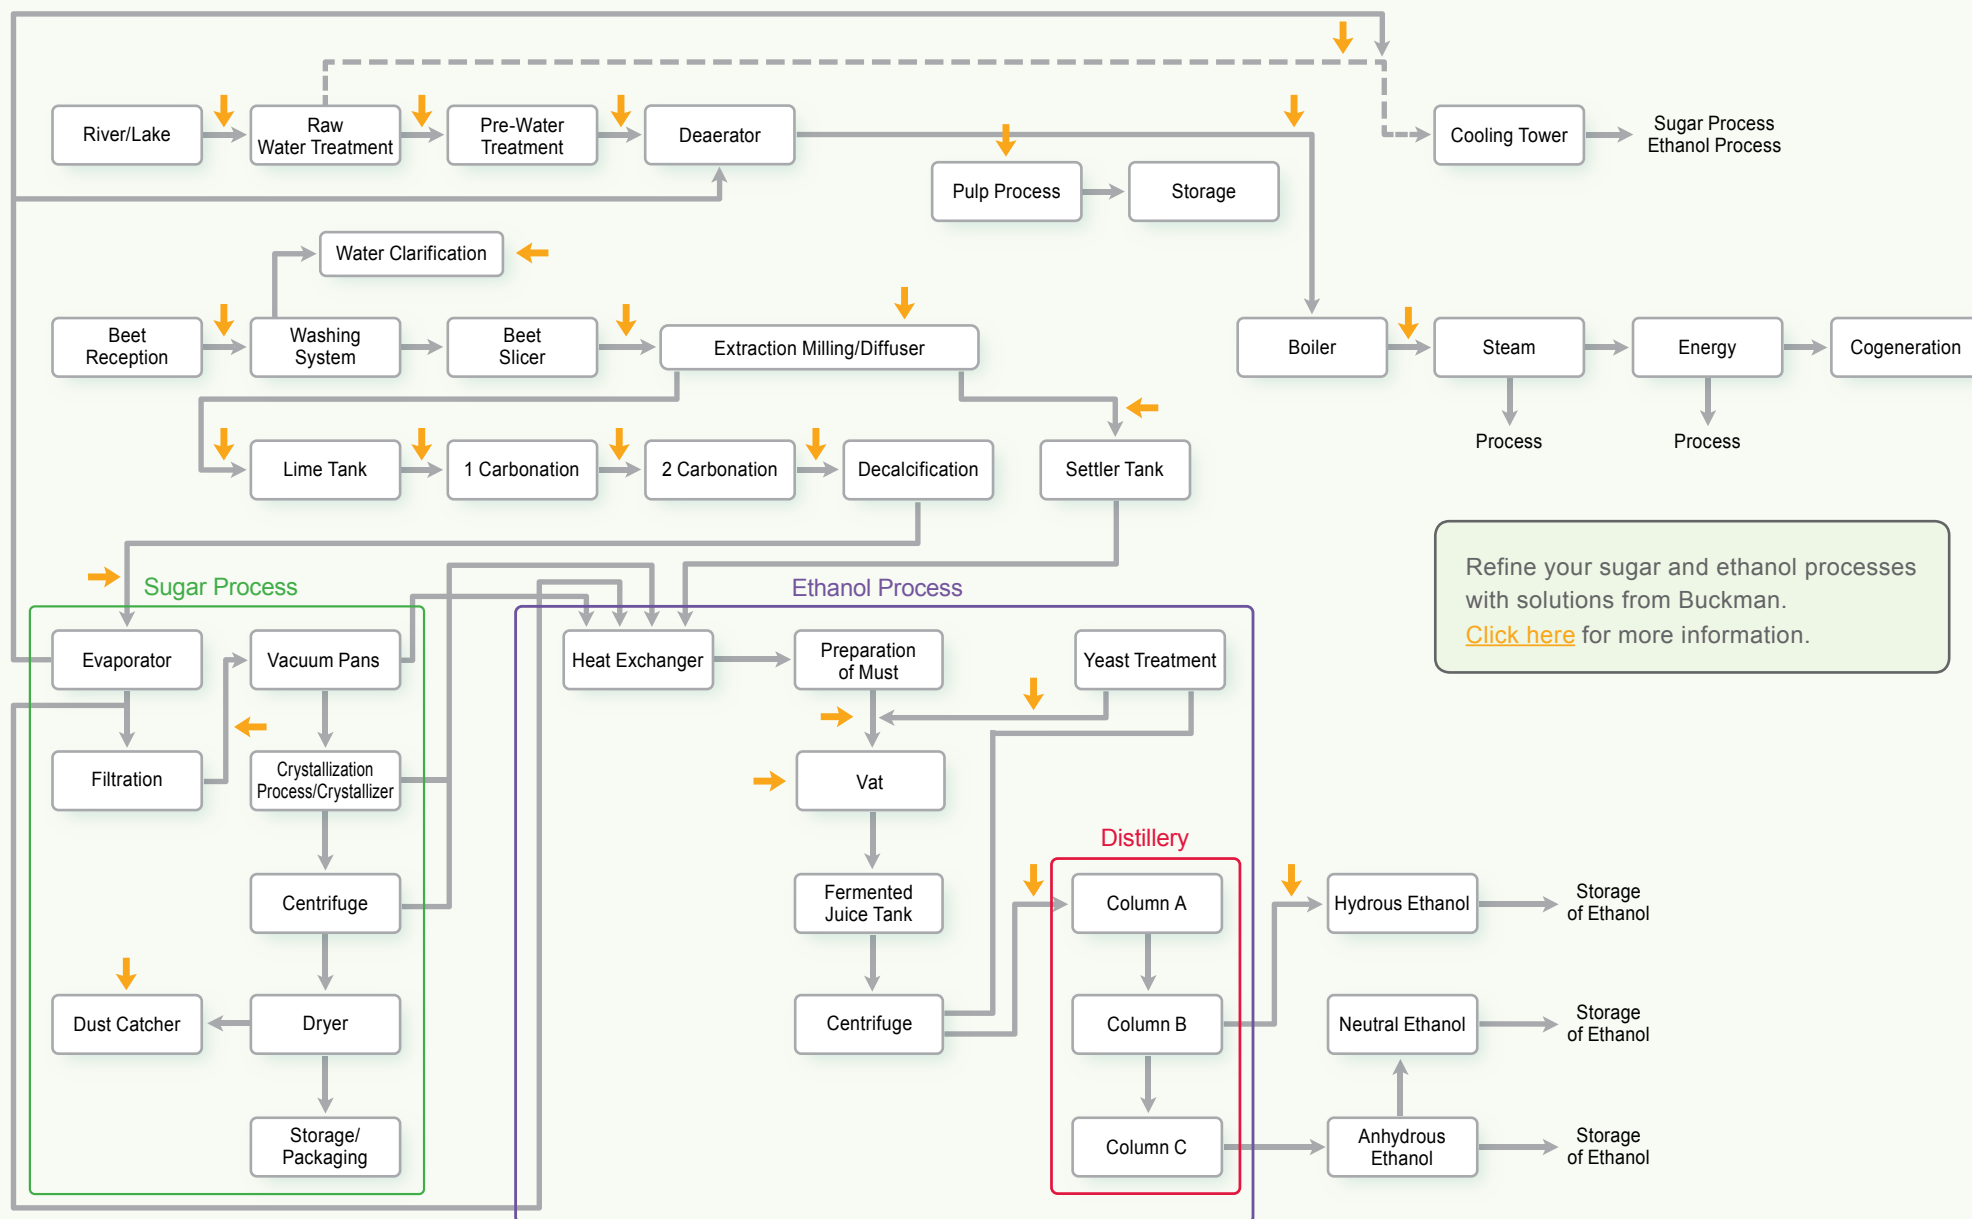 River/Lake
Raw
Water Treatment
Pre-Water
Treatment
Deaerator
Cooling Tower
Sugar Process
Ethanol Process
Pulp Process
Storage
Water Clarification
Beet
Reception
Washing
System
Beet
Slicer
Extraction Milling/Diffuser
Boiler
Steam
Energy
Cogeneration
Process
Process
Lime Tank
1 Carbonation
2 Carbonation
Decalcification
Settler Tank
Refine your sugar and ethanol processes
with solutions from Buckman.
Click here for more information.
Sugar Process
Ethanol Process
Evaporator
Vacuum Pans
Heat Exchanger
Preparation
of Must
Yeast Treatment
Filtration
Crystallization
Process/Crystallizer
Vat
Distillery
Centrifuge
Fermented
Juice Tank
Column A
Hydrous Ethanol
Storage
of Ethanol
Dust Catcher
Dryer
Centrifuge
Column B
Neutral Ethanol
Storage
of Ethanol
Storage/
Packaging
Column C
Anhydrous
Ethanol
Storage
of Ethanol